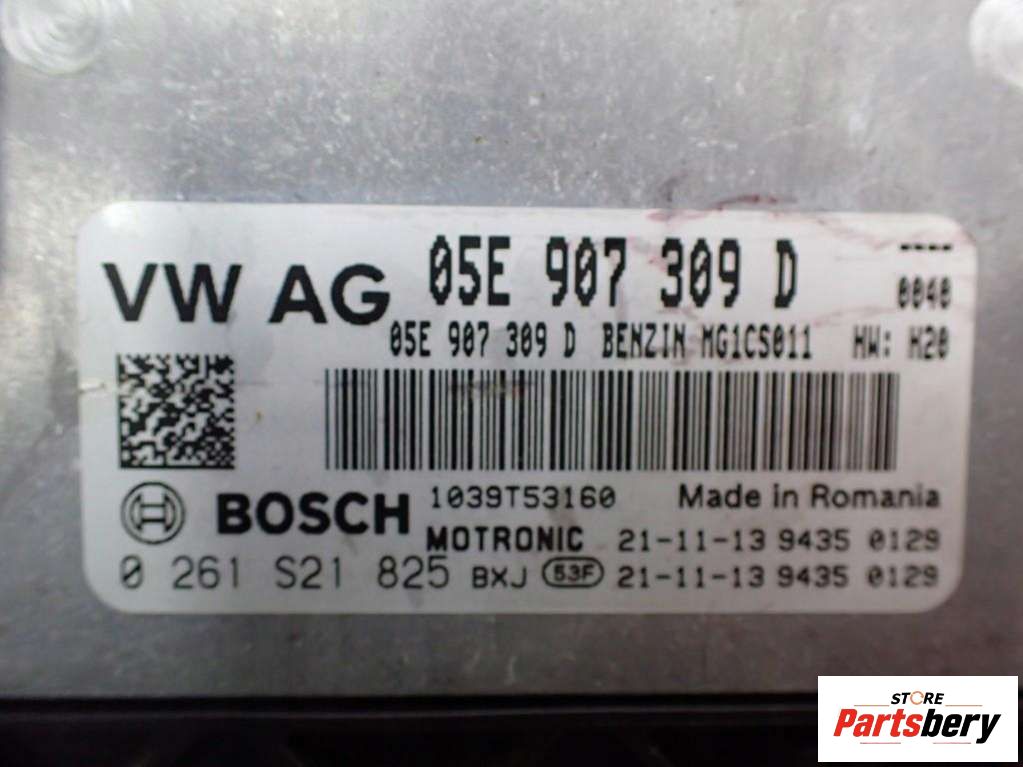 VW AG 05E 907 309 D ----
0040
05E 907 309 D BENZIN MG1CS011 HW: H20
BOSCH 1039T53160 Made in Romania
MOTRONIC 21-11-13 9435 0129
0 261 S21 825 BXJ 53F 21-11-13 9435 0129
STORE
Partsbery